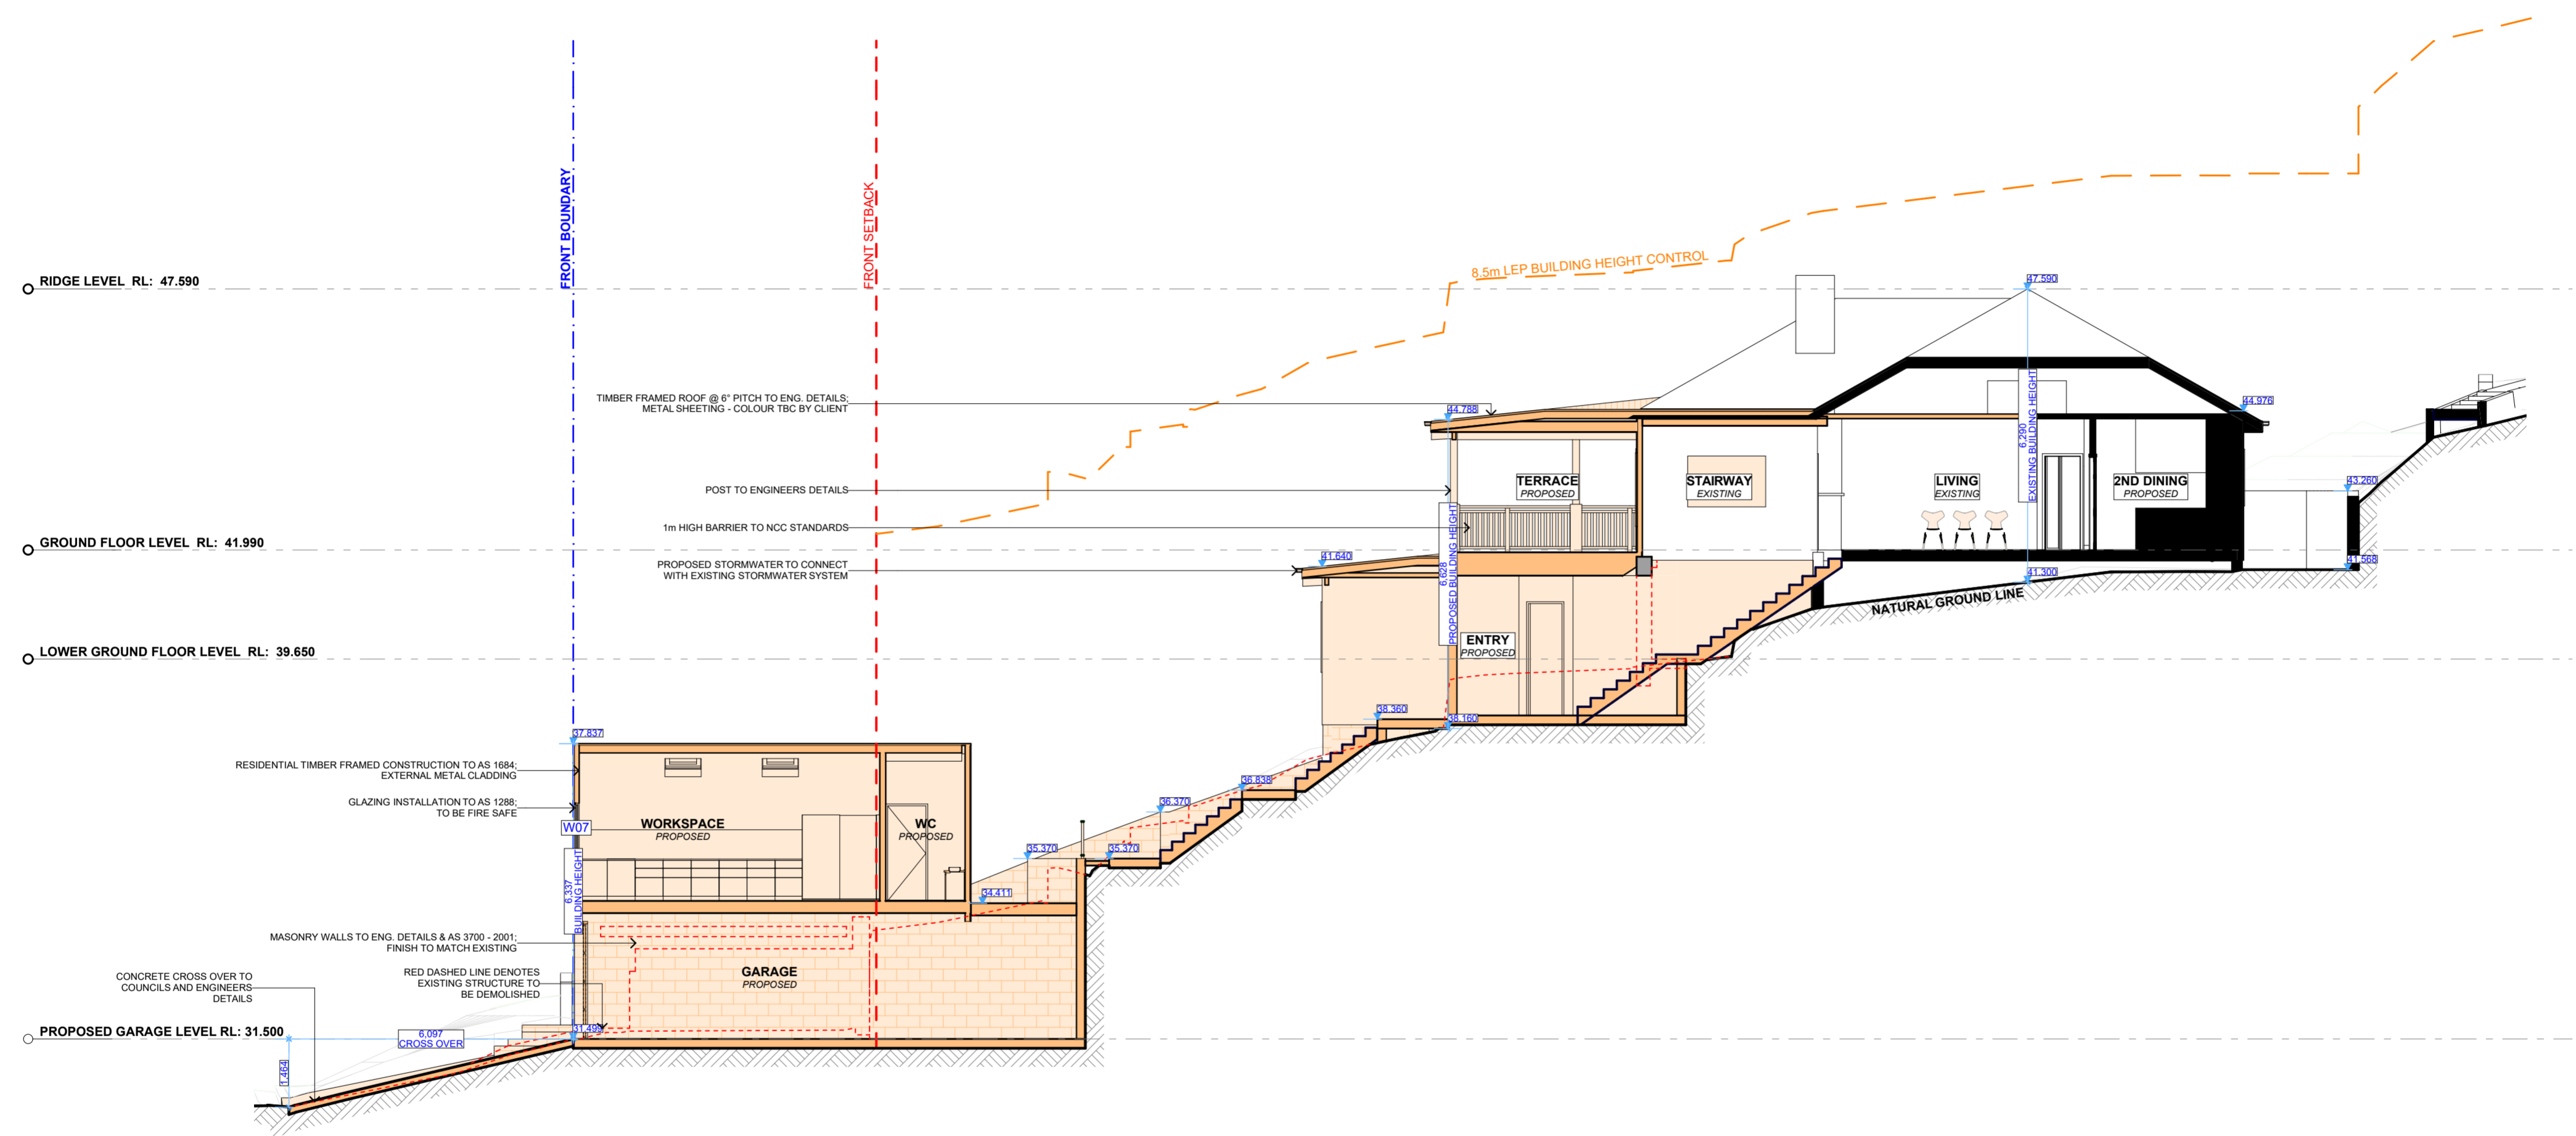 FRONT BOUNDARY
FRONT SETBACK
8.5m LEP BUILDING HEIGHT CONTROL
RIDGE LEVEL RL: 47.590
47.590
TIMBER FRAMED ROOF @ 6° PITCH TO ENG. DETAILS;
METAL SHEETING - COLOUR TBC BY CLIENT
44.788
44.976
6,290
EXISTING BUILDING HEIGHT
POST TO ENGINEERS DETAILS
TERRACE
PROPOSED
STAIRWAY
EXISTING
LIVING
EXISTING
2ND DINING
PROPOSED
43.260
1m HIGH BARRIER TO NCC STANDARDS
GROUND FLOOR LEVEL RL: 41.990
41.640
41.568
PROPOSED STORMWATER TO CONNECT
WITH EXISTING STORMWATER SYSTEM
6,628
PROPOSED BUILDING HEIGHT
41.300
NATURAL GROUND LINE
ENTRY
PROPOSED
LOWER GROUND FLOOR LEVEL RL: 39.650
38.360
38.160
37.837
RESIDENTIAL TIMBER FRAMED CONSTRUCTION TO AS 1684;
EXTERNAL METAL CLADDING
36.838
36.370
GLAZING INSTALLATION TO AS 1288;
TO BE FIRE SAFE
W07
WORKSPACE
PROPOSED
WC
PROPOSED
35.370
35.370
6,337
BUILDING HEIGHT
34.411
MASONRY WALLS TO ENG. DETAILS & AS 3700 - 2001;
FINISH TO MATCH EXISTING
GARAGE
PROPOSED
RED DASHED LINE DENOTES
EXISTING STRUCTURE TO
BE DEMOLISHED
CONCRETE CROSS OVER TO
COUNCILS AND ENGINEERS
DETAILS
PROPOSED GARAGE LEVEL RL: 31.500
31.499
6,097
CROSS OVER
1,464